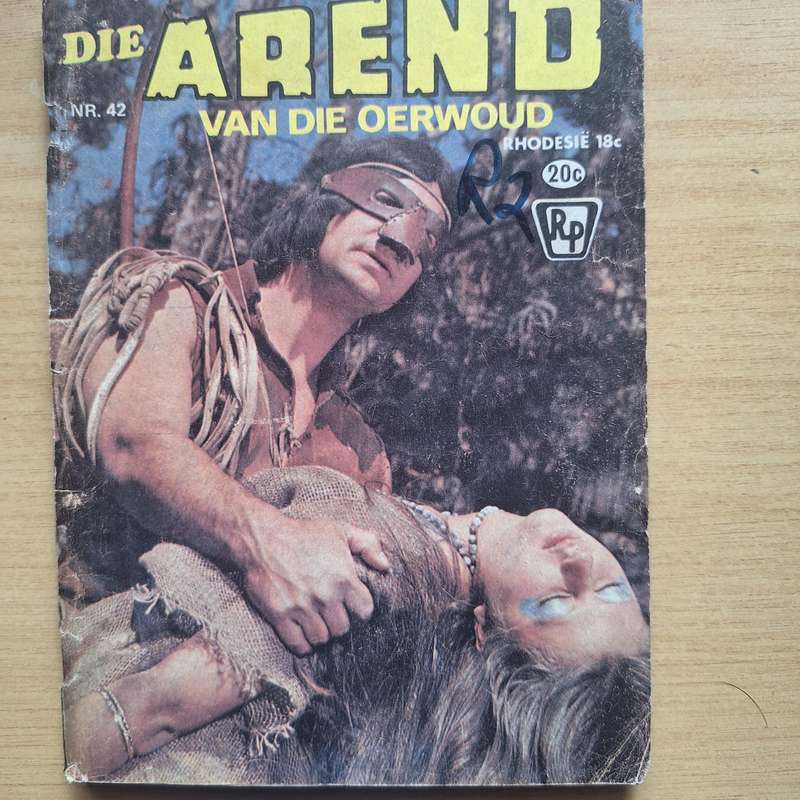 DIE AREND
NR. 42
VAN DIE OERWOUD
RHODESIË 18c
20c
R2
RP